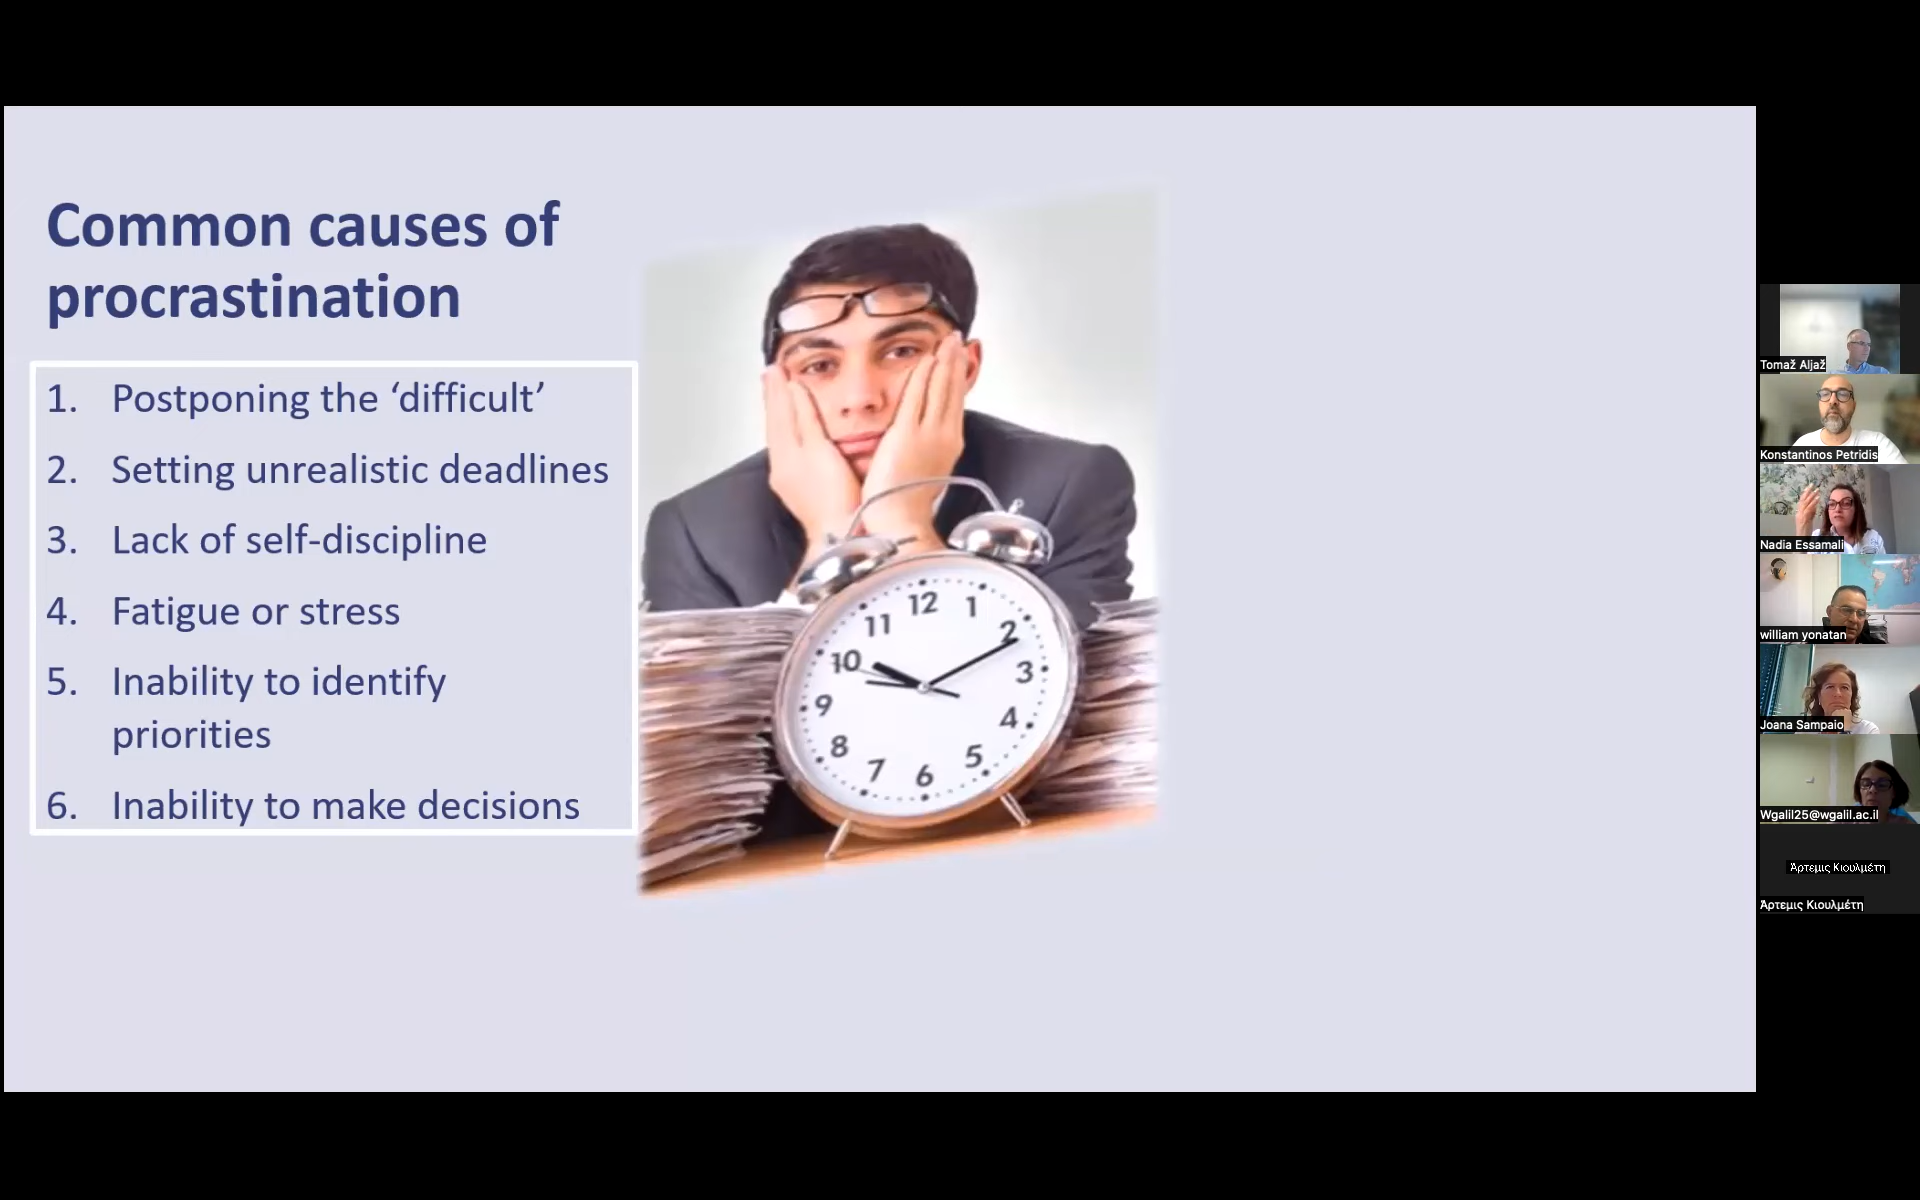 Common causes of
procrastination
1. Postponing the ‘difficult’
2. Setting unrealistic deadlines
3. Lack of self-discipline
4. Fatigue or stress
5. Inability to identify
priorities
6. Inability to make decisions
12
1
2
3
4
5
6
7
8
9
10
11
Tomaž Aljaž
Konstantinos Petridis
Nadia Essamali
william yonatan
Joana Sampaio
Wgalil25@wgalil.ac.il
Άρτεμις Κιουλμέτη
Άρτεμις Κιουλμέτη